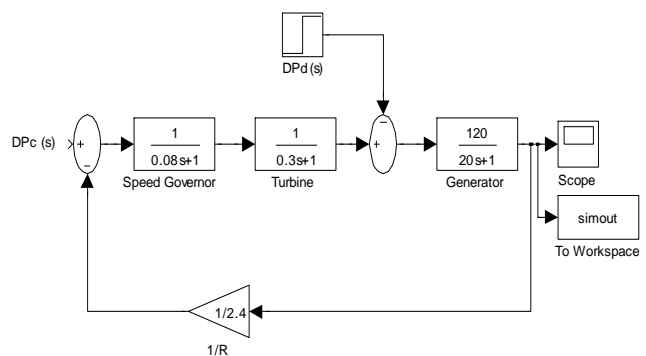 DPd (s)
DPc (s)
+
−
1
0.08s+1
Speed Governor
1
0.3s+1
Turbine
−
+
120
20s+1
Generator
Scope
simout
To Workspace
1/2.4
1/R